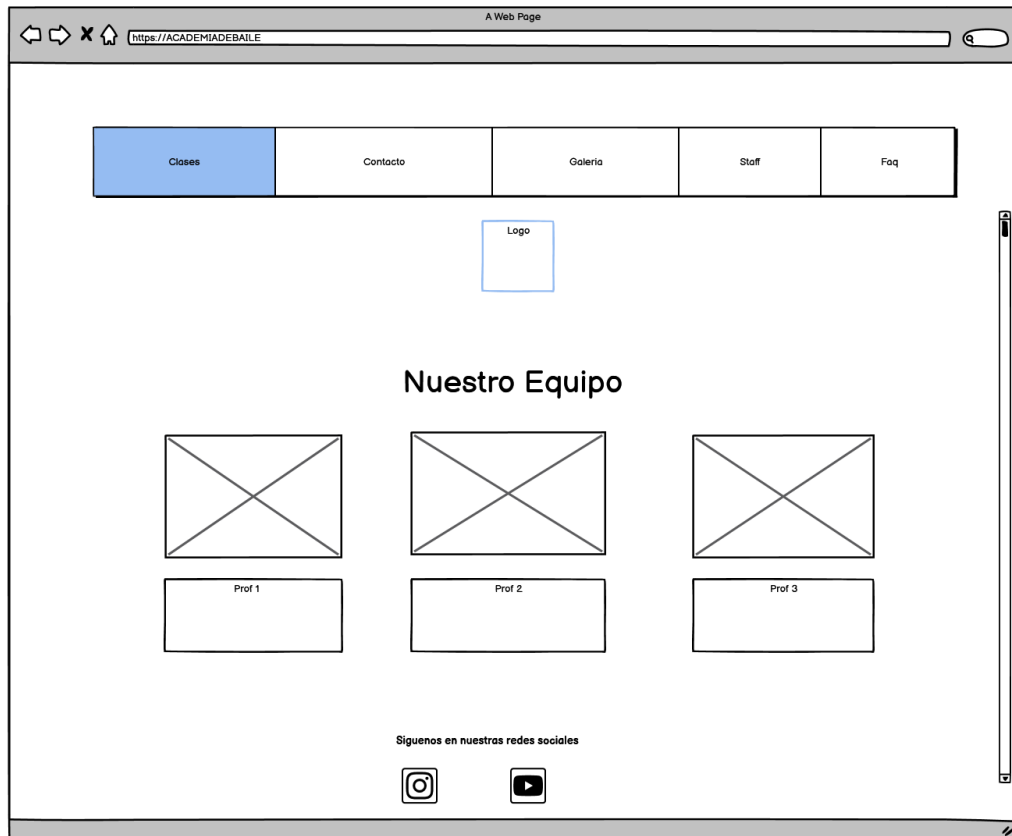 A Web Page
https://ACADEMIADEBAILE
Clases
Contacto
Galeria
Staff
Faq
Logo
Nuestro Equipo
Prof 1
Prof 2
Prof 3
Siguenos en nuestras redes sociales